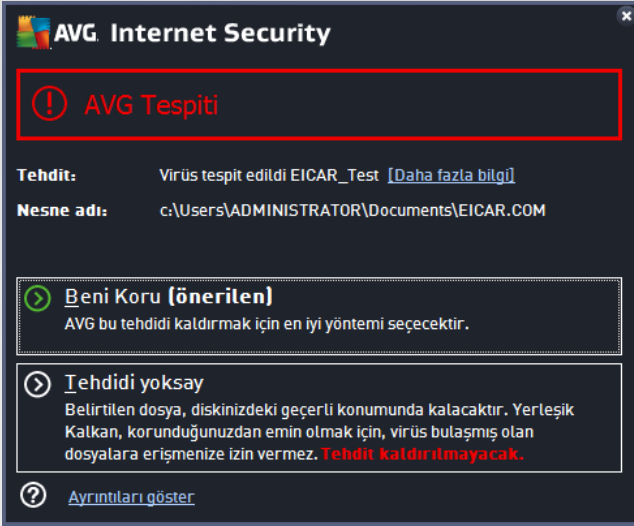 AVG. Internet Security
AVG Tespiti
Tehdit: Virüs tespit edildi EICAR_Test [Daha fazla bilgi]
Nesne adı: c:\Users\ADMINISTRATOR\Documents\EICAR.COM
Beni Koru (önerilen)
AVG bu tehdidi kaldırmak için en iyi yöntemi seçecektir.
Tehdidi yoksay
Belirtilen dosya, diskinizdeki geçerli konumunda kalacaktır. Yerleşik
Kalkan, korunduğunuzdan emin olmak için, virüs bulaşmış olan
dosyalara erişmenize izin vermez. Tehdit kaldırılmayacak.
Ayrıntıları göster